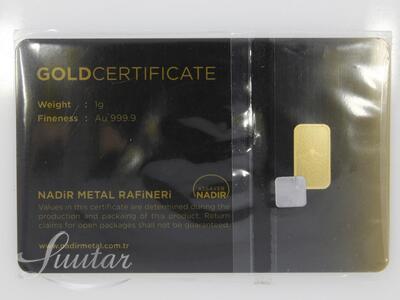 GOLDCERTIFICATE
Weight : 1g
Fineness : Au 999.9
NADiR METAL RAFiNERi
ATLASEV
NADIR
Values in this certificate are determined during the
production and packaging of this product. Return
claims for open packages shall not be guaranteed.
www.nadirmetal.com.tr
Luutar